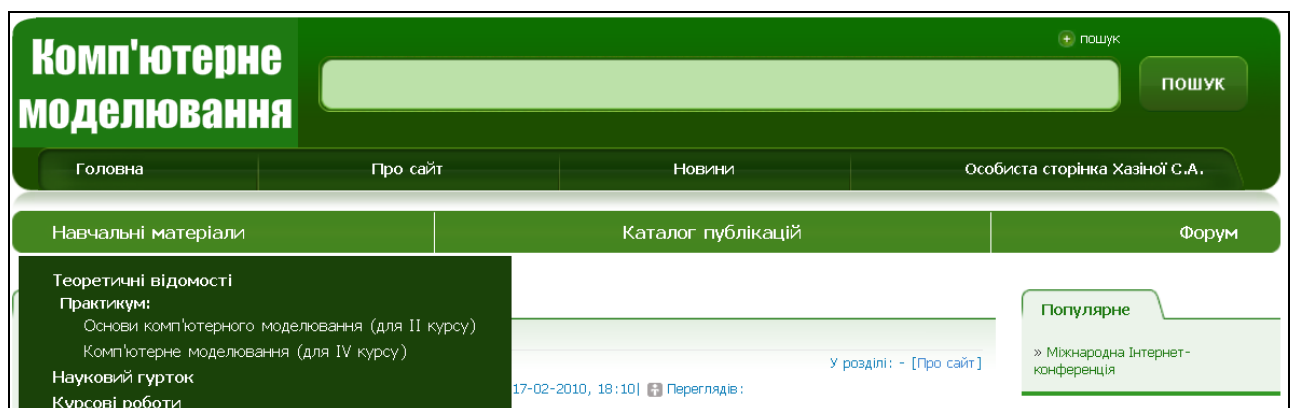 Комп'ютерне
моделювання
пошук
ПОШУК
Головна Про сайт Новини Особиста сторінка Хазіної С.А.
Навчальні матеріали Каталог публікацій Форум
Теоретичні відомості
Практикум:
Основи комп'ютерного моделювання (для II курсу)
Комп'ютерне моделювання (для IV курсу)
Науковий гурток
Курсові роботи
У розділі: - [Про сайт]
17-02-2010, 18:10| Переглядів:
Популярне
» Міжнародна Інтернет-
конференція